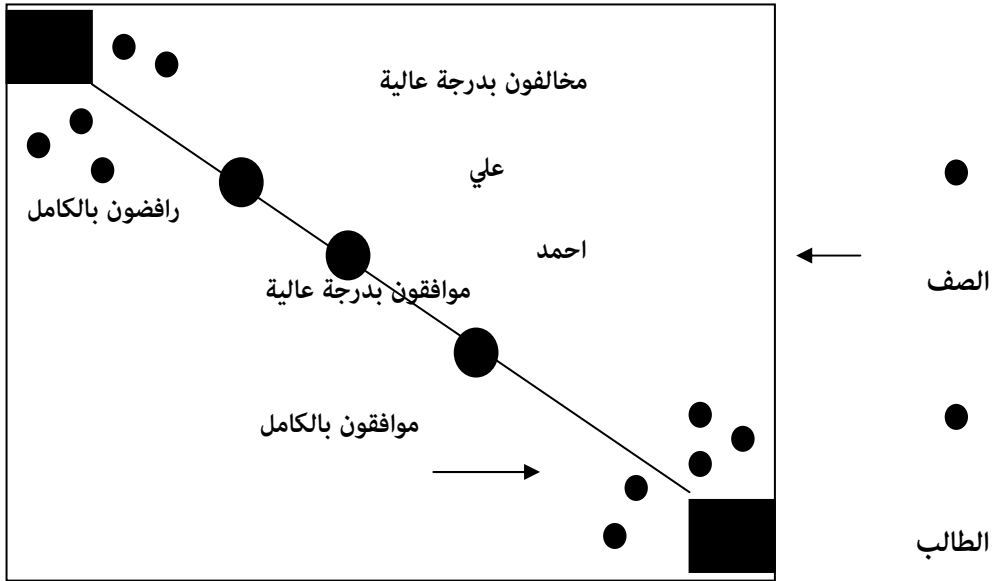 مخالفون بدرجة عالية
علي
رافضون بالكامل
احمد
الصف
موافقون بدرجة عالية
موافقون بالكامل
الطالب